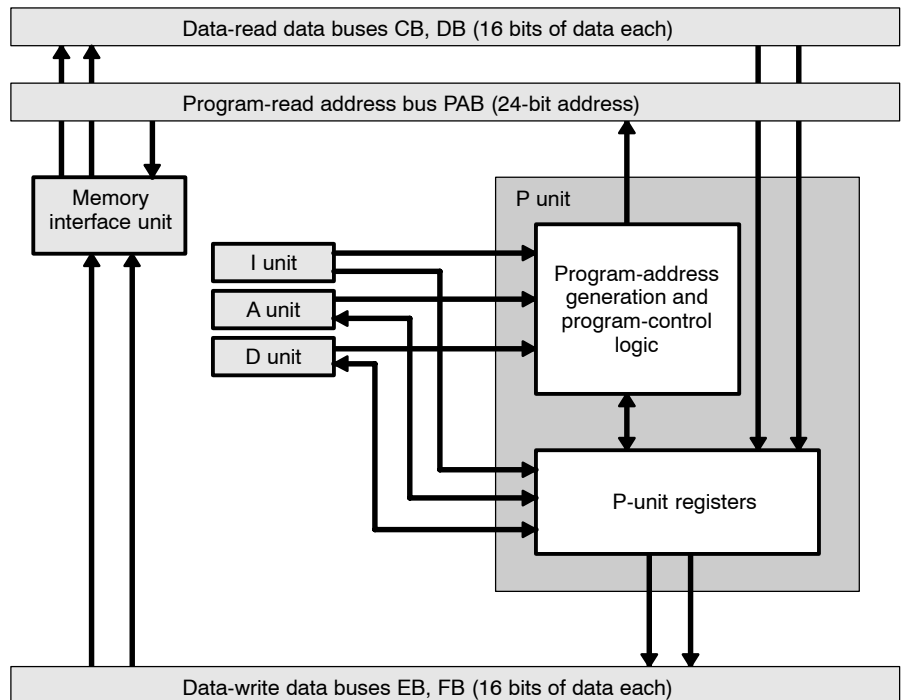 Data-read data buses CB, DB (16 bits of data each)
Program-read address bus PAB (24-bit address)
Memory
interface unit
P unit
I unit
A unit
D unit
Program-address
generation and
program-control
logic
P-unit registers
Data-write data buses EB, FB (16 bits of data each)